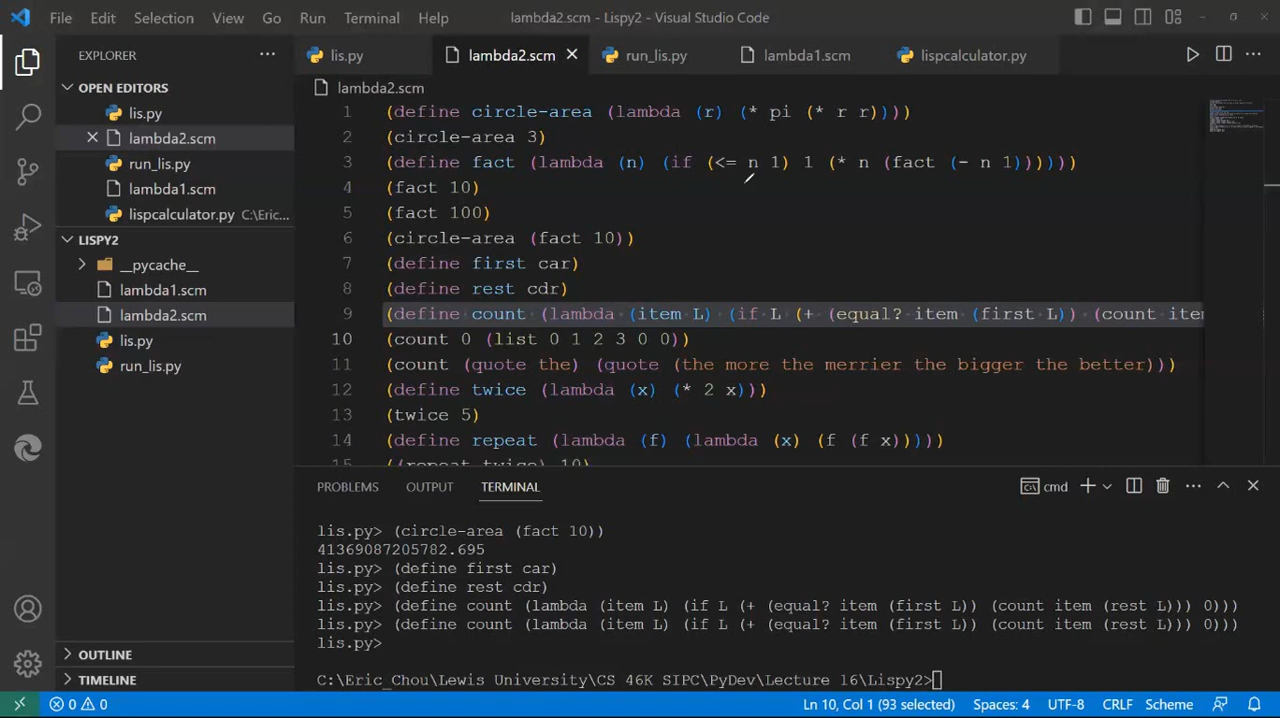 File Edit Selection View Go Run Terminal Help lambda2.scm - Lispy2 - Visual Studio Code
EXPLORER
OPEN EDITORS
lis.py
lambda2.scm
run_lis.py
lambda1.scm
lispcalculator.py C:\Eric_...
LISPY2
__pycache__
lambda1.scm
lambda2.scm
lis.py
run_lis.py
OUTLINE
TIMELINE
lis.py lambda2.scm run_lis.py lambda1.scm lispcalculator.py
lambda2.scm
1 (define circle-area (lambda (r) (* pi (* r r))))
2 (circle-area 3)
3 (define fact (lambda (n) (if (<= n 1) 1 (* n (fact (- n 1))))))
4 (fact 10)
5 (fact 100)
6 (circle-area (fact 10))
7 (define first car)
8 (define rest cdr)
9 (define count (lambda (item L) (if L (+ (equal? item (first L)) (count item
10 (count 0 (list 0 1 2 3 0 0))
11 (count (quote the) (quote (the more the merrier the bigger the better)))
12 (define twice (lambda (x) (* 2 x)))
13 (twice 5)
14 (define repeat (lambda (f) (lambda (x) (f (f x)))))
15 ((repeat twice) 10)
PROBLEMS OUTPUT TERMINAL cmd
lis.py> (circle-area (fact 10))
41369087205782.695
lis.py> (define first car)
lis.py> (define rest cdr)
lis.py> (define count (lambda (item L) (if L (+ (equal? item (first L)) (count item (rest L))) 0)))
lis.py> (define count (lambda (item L) (if L (+ (equal? item (first L)) (count item (rest L))) 0)))
lis.py>
C:\Eric_Chou\Lewis University\CS 46K SIPC\PyDev\Lecture 16\Lispy2>
0 0 Ln 10, Col 1 (93 selected) Spaces: 4 UTF-8 CRLF Scheme